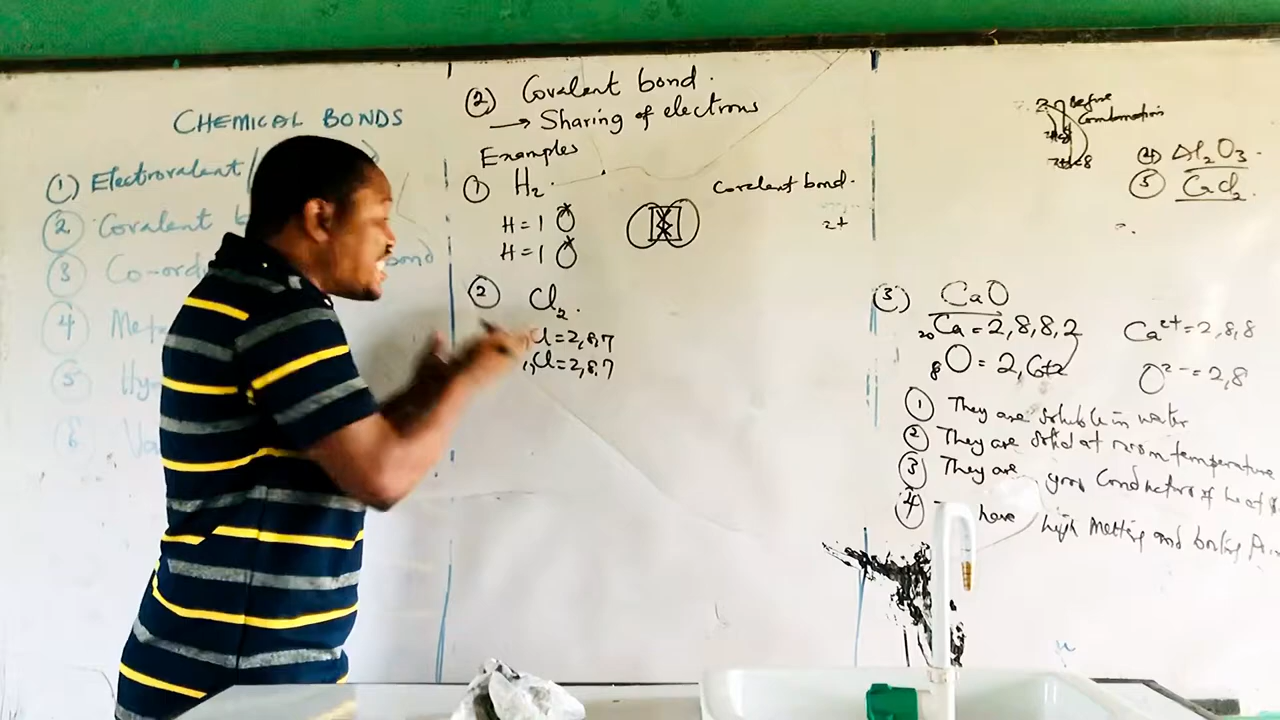 CHEMICAL BONDS
① Electrovalent
② Covalent b
③ Co-ord bond
④ Meta
⑤ Hy
⑥ Va
② Covalent bond.
→ Sharing of electrons
Examples
① H₂.
Covalent bond.
H = 1
H = 1
2+
② Cl₂.
Cl = 2,8,7
Cl = 2,8,7
Before
Combination
④ Al₂O₃.
⑤ CaCl₂.
③ CaO
₂₀Ca = 2,8,8,2
Ca²⁺ = 2,8,8
₈O = 2,6+2
O²⁻ = 2,8
① They are soluble in water
② They are solid at room temperature
③ They are good Conductors of heat
④ have high Melting and boiling